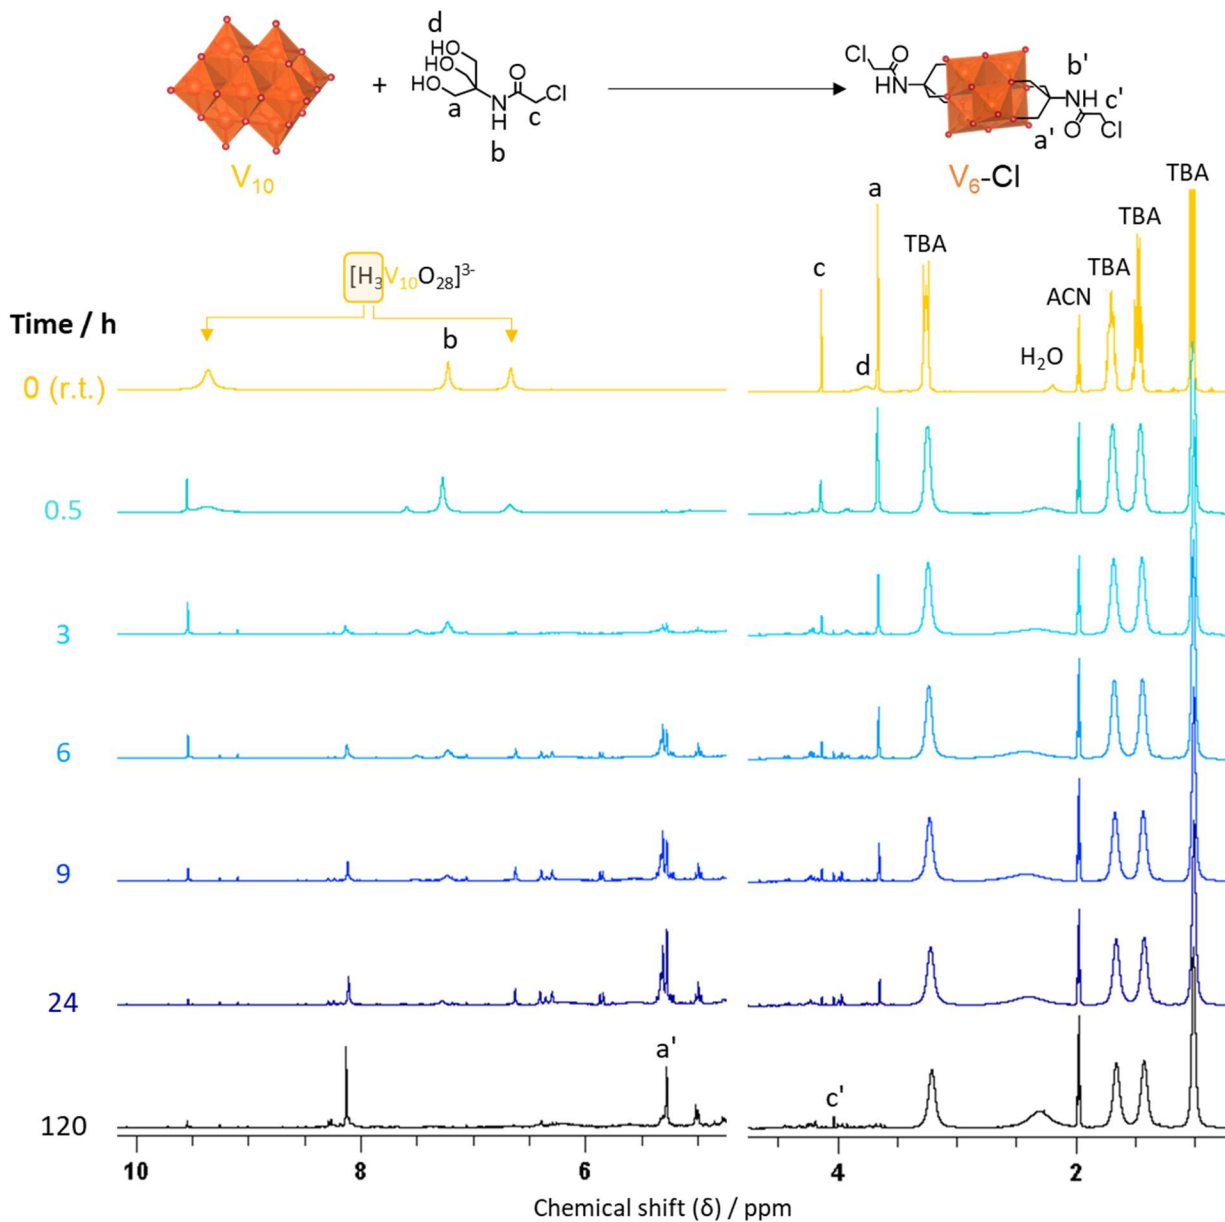 d
HO
HO
HO
O
Cl
N
H
a
b
c
+
Cl
O
HN
b'
NH
c'
O
Cl
a'
V₁₀
V₆-Cl
TBA
a
TBA
TBA
TBA
c
ACN
[H₃V₁₀O₂₈]³⁻
Time / h
b
H₂O
d
0 (r.t.)
0.5
3
6
9
24
a'
c'
120
10
8
6
4
2
Chemical shift (δ) / ppm